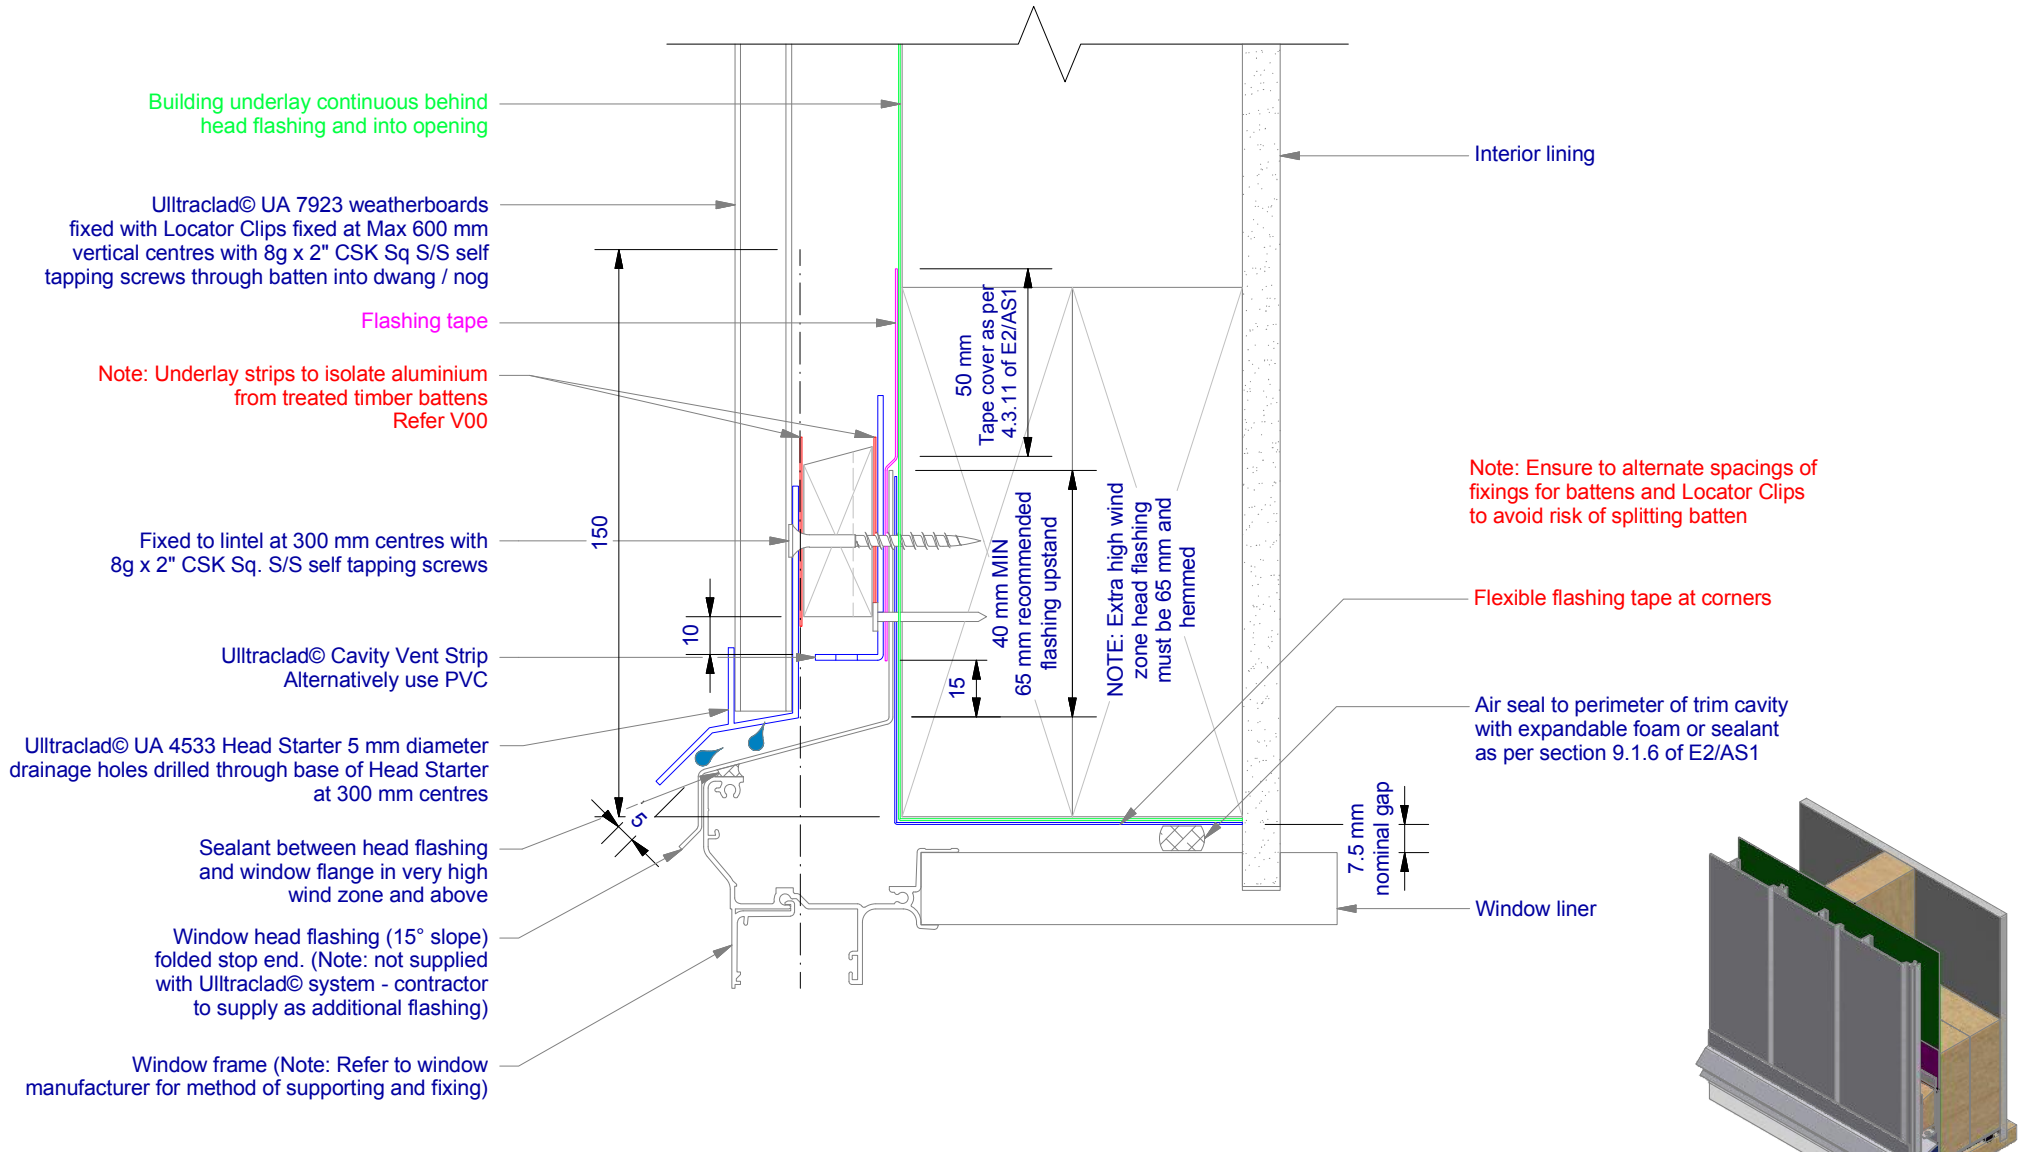 Building underlay continuous behind
head flashing and into opening
Ulltraclad© UA 7923 weatherboards
fixed with Locator Clips fixed at Max 600 mm
vertical centres with 8g x 2" CSK Sq S/S self
tapping screws through batten into dwang / nog
Flashing tape
Note: Underlay strips to isolate aluminium
from treated timber battens
Refer V00
Fixed to lintel at 300 mm centres with
8g x 2" CSK Sq. S/S self tapping screws
Ulltraclad© Cavity Vent Strip
Alternatively use PVC
Ulltraclad© UA 4533 Head Starter 5 mm diameter
drainage holes drilled through base of Head Starter
at 300 mm centres
Sealant between head flashing
and window flange in very high
wind zone and above
Window head flashing (15° slope)
folded stop end. (Note: not supplied
with Ulltraclad© system - contractor
to supply as additional flashing)
Window frame (Note: Refer to window
manufacturer for method of supporting and fixing)
150
10
5
50 mm
Tape cover as per
4.3.11 of E2/AS1
40 mm MIN
65 mm recommended
flashing upstand
15
NOTE: Extra high wind
zone head flashing
must be 65 mm and
hemmed
7.5 mm
nominal gap
Interior lining
Note: Ensure to alternate spacings of
fixings for battens and Locator Clips
to avoid risk of splitting batten
Flexible flashing tape at corners
Air seal to perimeter of trim cavity
with expandable foam or sealant
as per section 9.1.6 of E2/AS1
Window liner